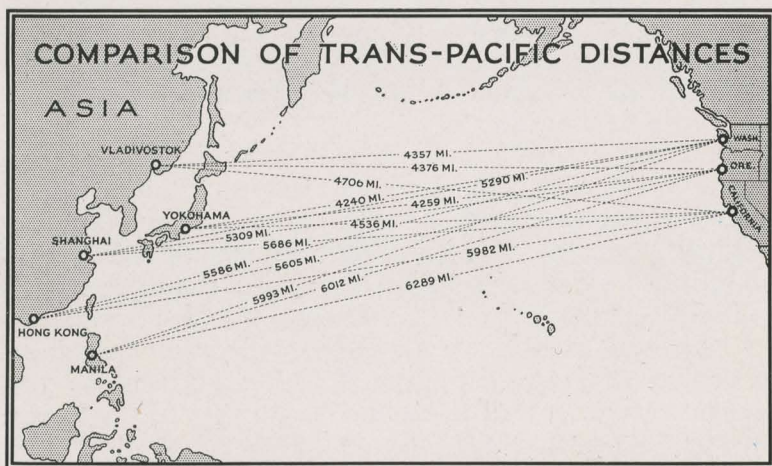 COMPARISON OF TRANS-PACIFIC DISTANCES
ASIA
VLADIVOSTOK
WASH.
4357 MI.
4376 MI.
ORE.
4706 MI.
5290 MI.
4240 MI.
4259 MI.
CALIFORNIA
YOKOHAMA
4536 MI.
5309 MI.
SHANGHAI
5686 MI.
5982 MI.
5586 MI.
5605 MI.
6012 MI.
6289 MI.
5993 MI.
HONG KONG
MANILA